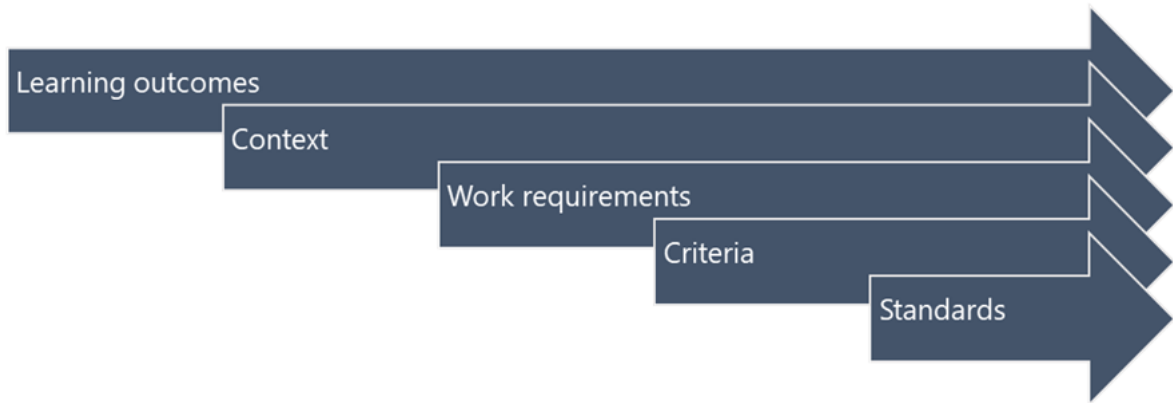 Learning outcomes
Context
Work requirements
Criteria
Standards